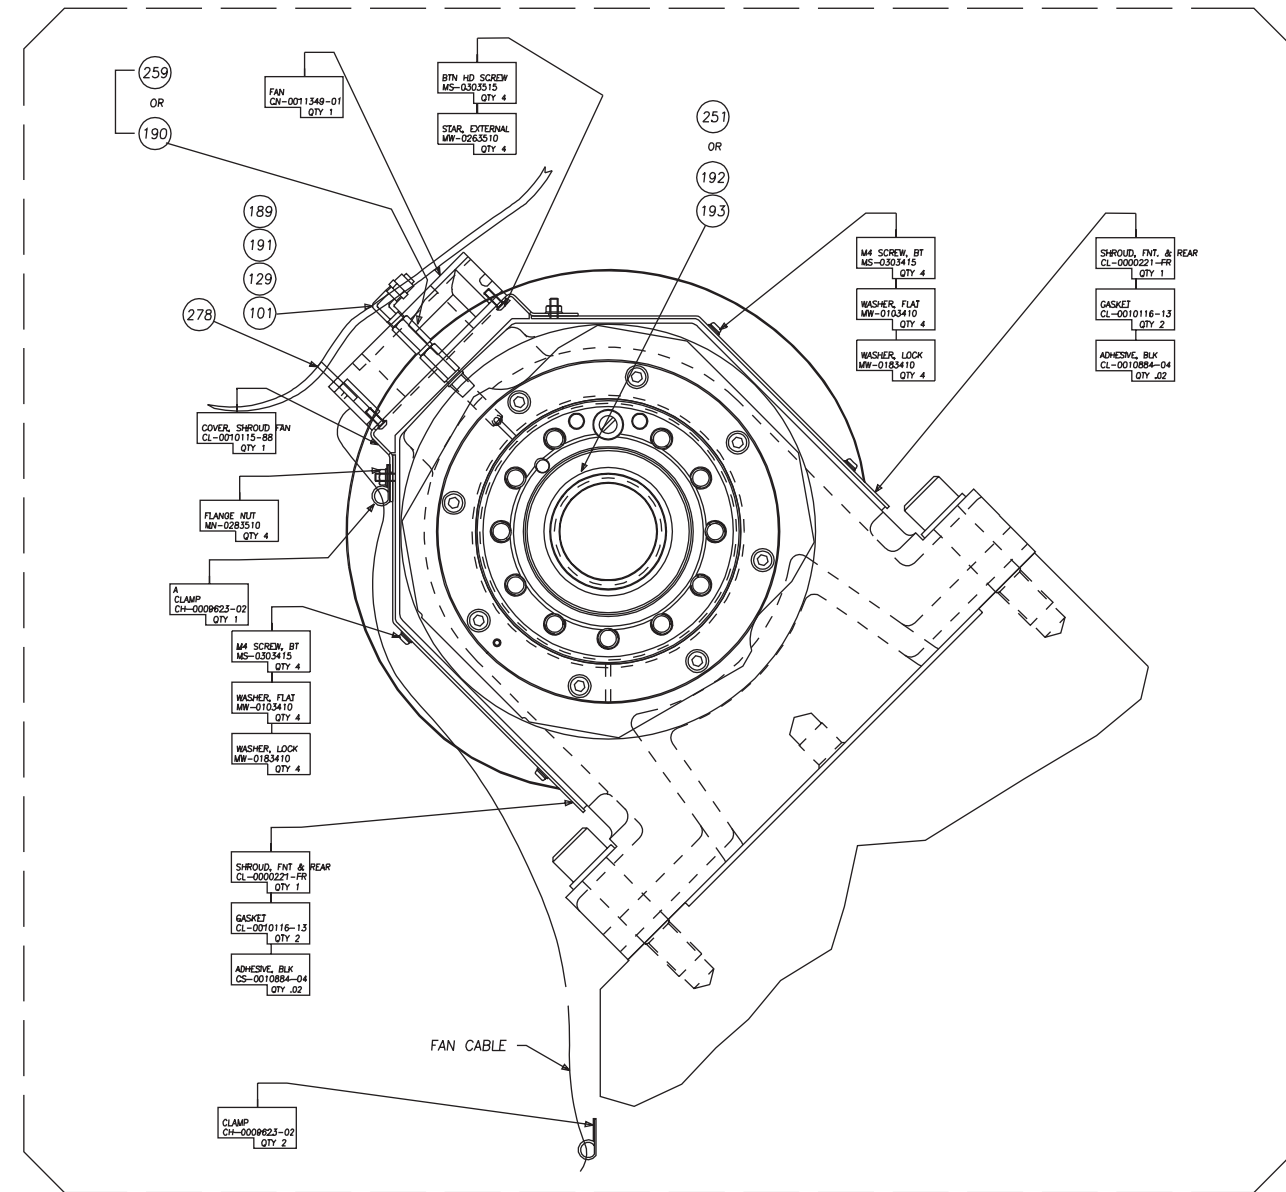 259
OR
190
FAN
CN-0011349-01
QTY 1
BTN HD SCREW
MS-0303515
QTY 4
STAR, EXTERNAL
MW-0263510
QTY 4
251
OR
192
193
189
191
129
101
278
M4 SCREW, BT
MS-0303415
QTY 4
WASHER, FLAT
MW-0103410
QTY 4
WASHER, LOCK
MW-0183410
QTY 4
SHROUD, FNT. & REAR
CL-0000221-FR
QTY 1
GASKET
CL-0010116-13
QTY 2
ADHESIVE, BLK
CL-0010884-04
QTY .02
COVER, SHROUD FAN
CL-0010115-88
QTY 1
FLANGE NUT
MN-0283510
QTY 4
A
CLAMP
CH-0009623-02
QTY 1
M4 SCREW, BT
MS-0303415
QTY 4
WASHER, FLAT
MW-0103410
QTY 4
WASHER, LOCK
MW-0183410
QTY 4
SHROUD, FNT & REAR
CL-0000221-FR
QTY 1
GASKET
CL-0010116-13
QTY 2
ADHESIVE, BLK
CS-0010884-04
QTY .02
FAN CABLE
CLAMP
CH-0009623-02
QTY 2